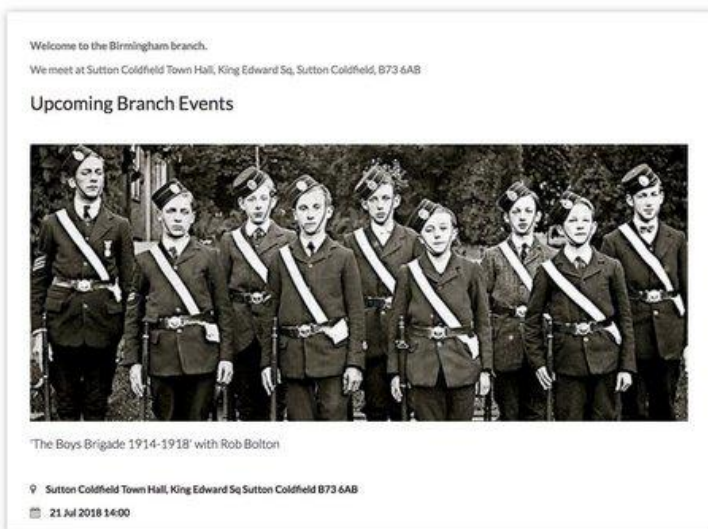 Welcome to the Birmingham branch.
We meet at Sutton Coldfield Town Hall, King Edward Sq, Sutton Coldfield, B73 6AB
Upcoming Branch Events
'The Boys Brigade 1914-1918' with Rob Bolton
Sutton Coldfield Town Hall, King Edward Sq Sutton Coldfield B73 6AB
21 Jul 2018 14:00